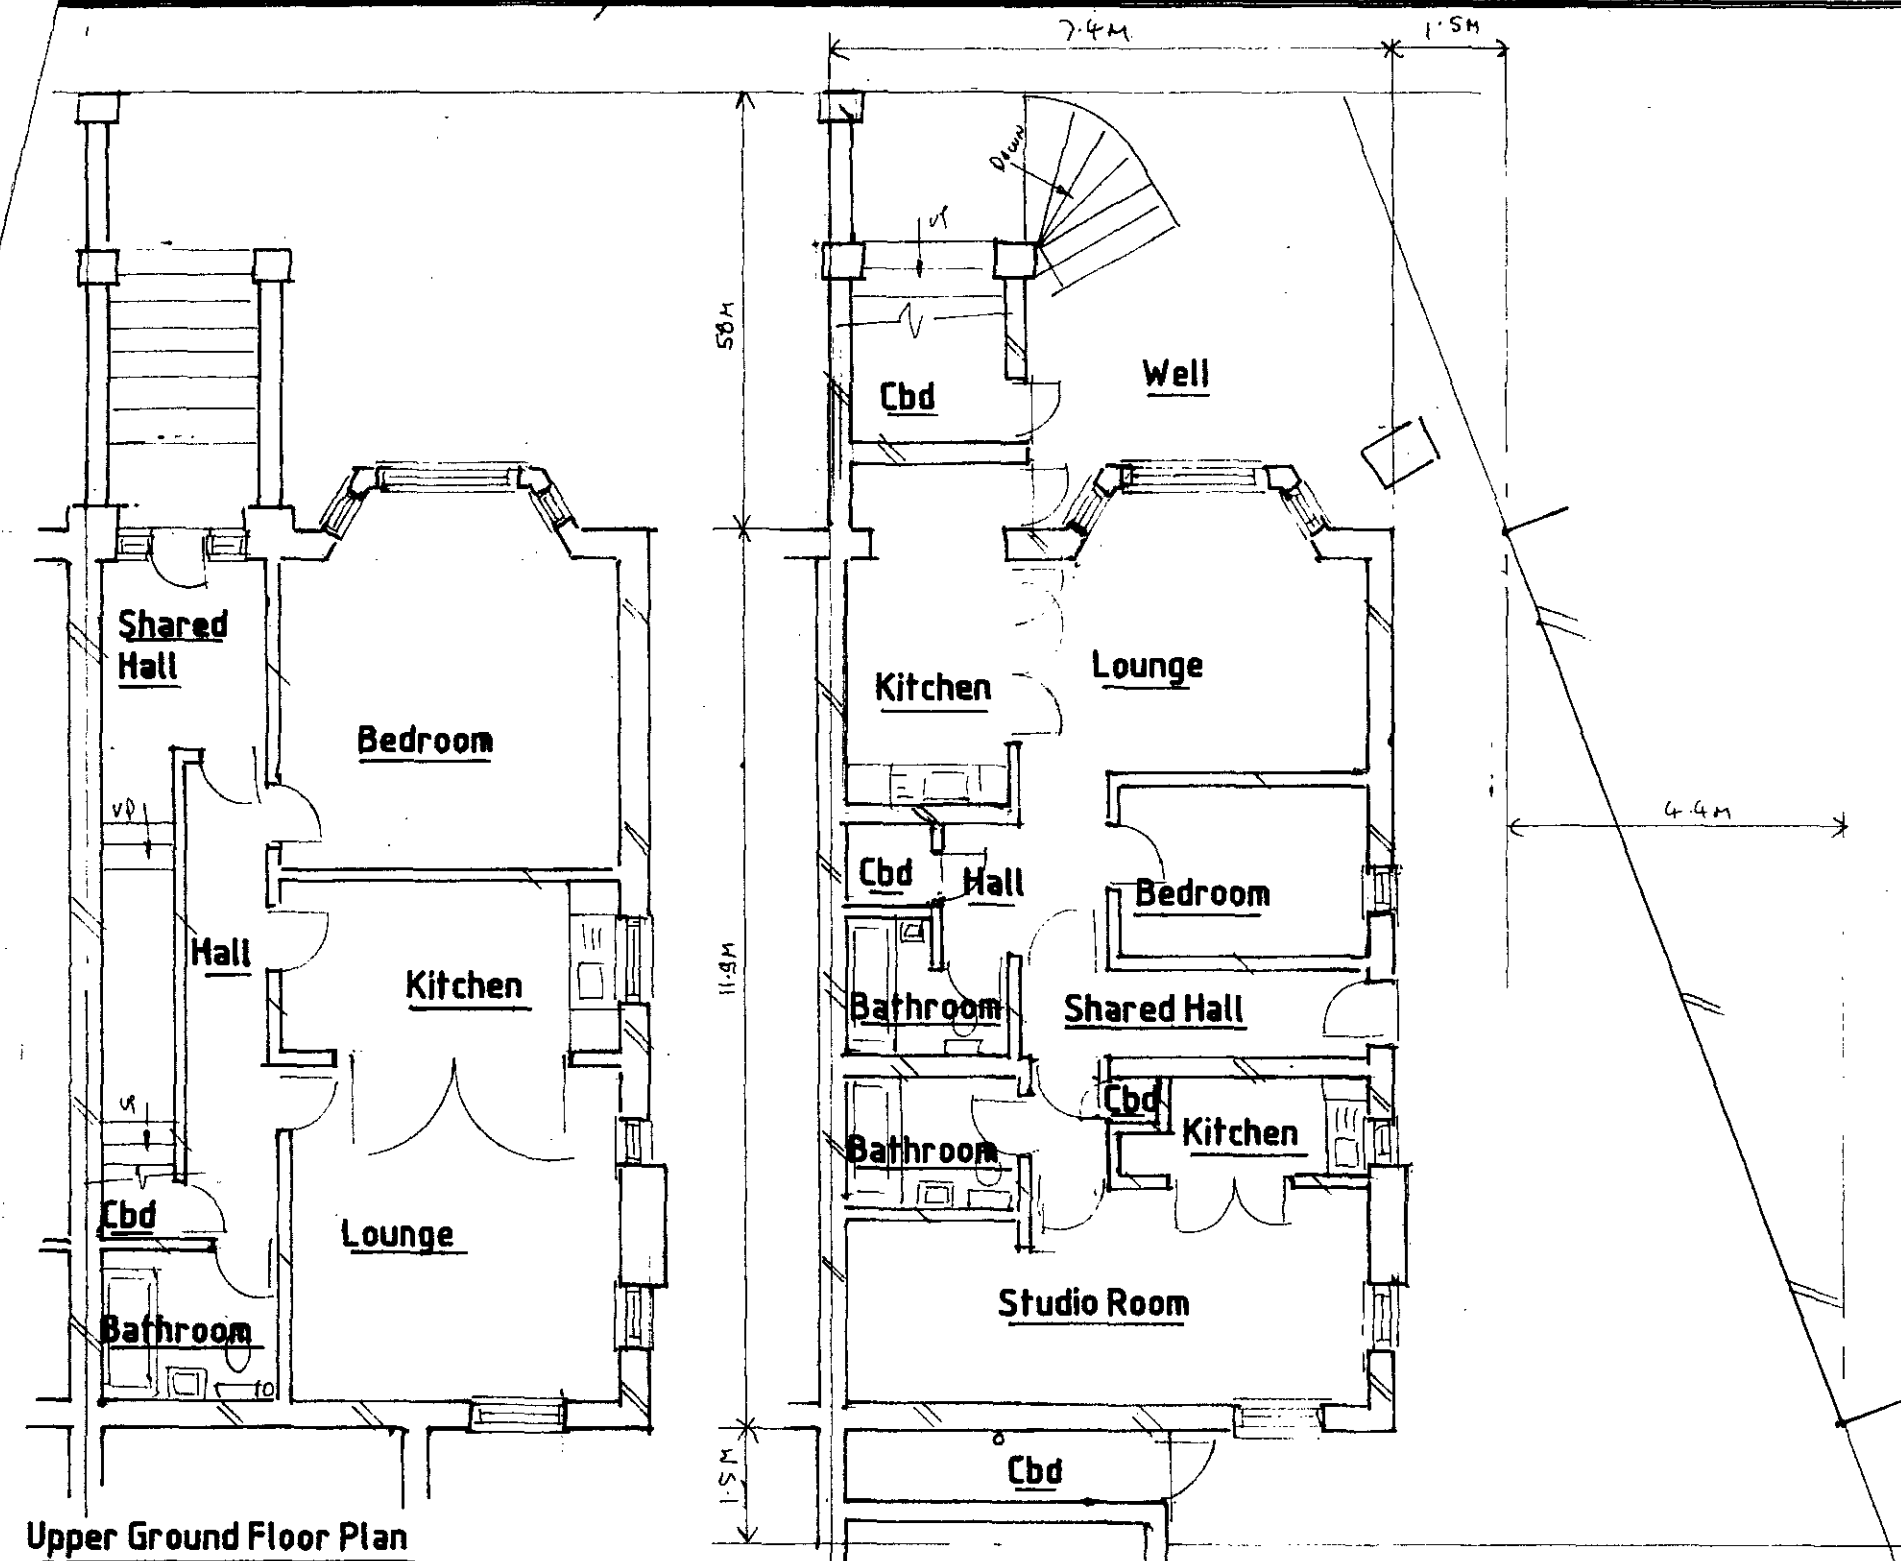 7.4M
1.5M
DOWN
UP
58M
Cbd
Well
Shared
Hall
Bedroom
Kitchen
Lounge
UP
4.4M
Cbd
Hall
Bedroom
Hall
Kitchen
11.9M
Bathroom
Shared Hall
UP
Cbd
Kitchen
Bathroom
Cbd
Lounge
Studio Room
Bathroom
Cbd
1.5M
Upper Ground Floor Plan